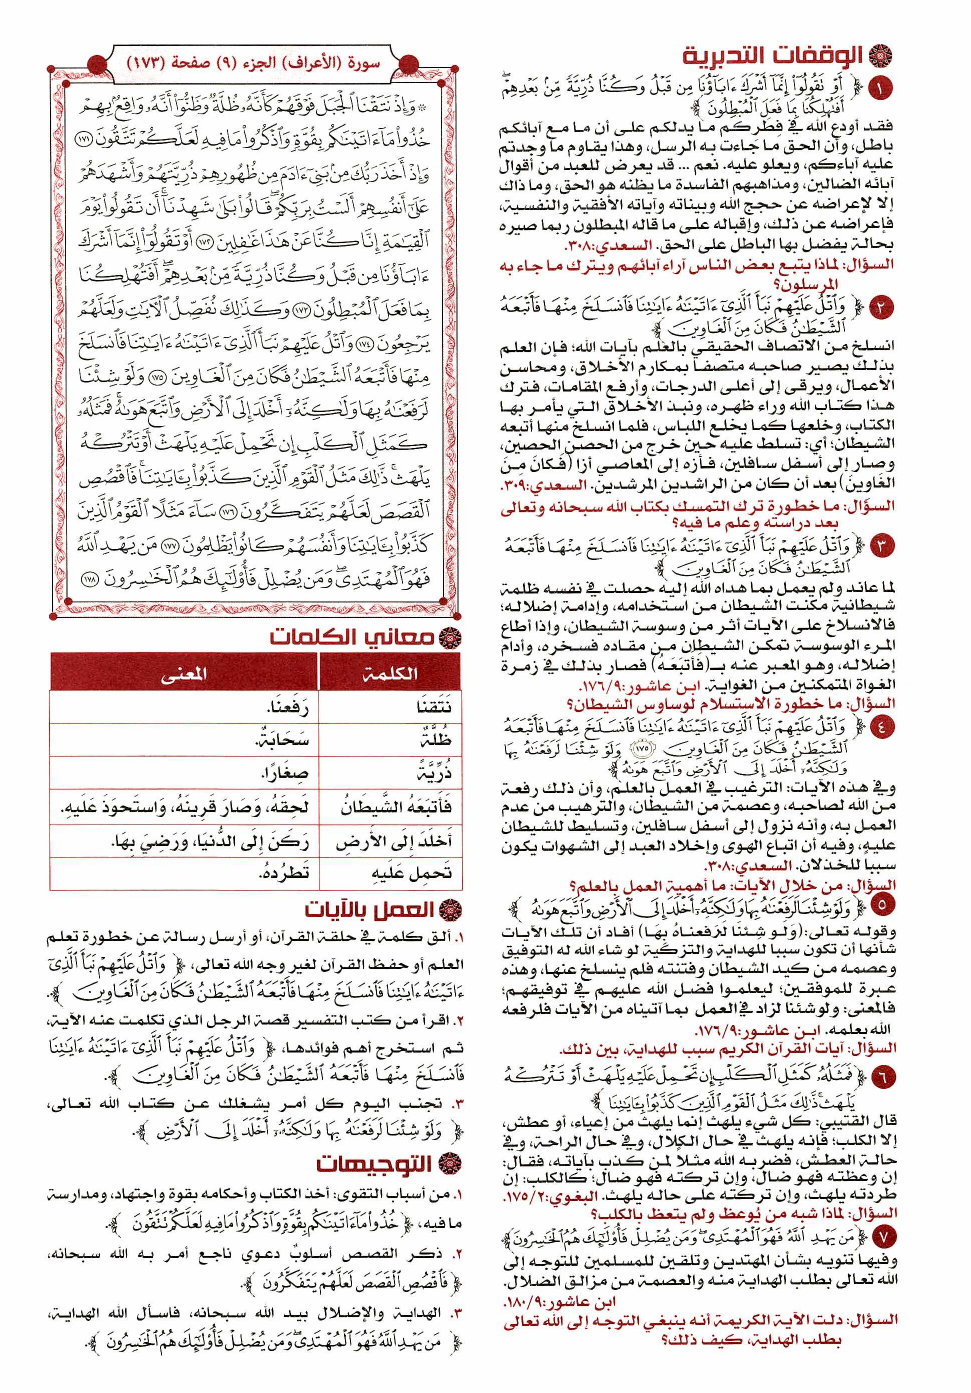 الوقفات التدبرية
١ ﴿ أَوْ تَقُولُوٓا۟ إِنَّمَآ أَشْرَكَ ءَابَآؤُنَا مِن قَبْلُ وَكُنَّا ذُرِّيَّةً مِّنۢ بَعْدِهِمْ ۖ
أَفَتُهْلِكُنَا بِمَا فَعَلَ ٱلْمُبْطِلُونَ ﴾
فقد أودع الله في فِطَرِكم ما يدلكم على أن ما مع آبائكم
باطل، وأن الحق ما جاءت به الرسل، وهذا يقاوم ما وجدتم
عليه آباءكم، ويعلو عليه. نعم ... قد يعرض للعبد من أقوال
آبائه الضالين، ومذاهبهم الفاسدة ما يظنه هو الحق، وما ذاك
إلا لإعراضه عن حجج الله وبيناته وآياته الأفقية والنفسية،
فإعراضه عن ذلك، وإقباله على ما قاله المبطلون ربما صيره
بحالة يفضل بها الباطل على الحق. السعدي:٣٠٨.
السؤال: لماذا يتبع بعض الناس آراء آبائهم ويترك ما جاء به
المرسلون؟
٢ ﴿ وَٱتْلُ عَلَيْهِمْ نَبَأَ ٱلَّذِىٓ ءَاتَيْنَٰهُ ءَايَٰتِنَا فَٱنسَلَخَ مِنْهَا فَأَتْبَعَهُ
ٱلشَّيْطَٰنُ فَكَانَ مِنَ ٱلْغَاوِينَ ﴾
انسلخ من الاتصاف الحقيقي بالعلم بآيات الله؛ فإن العلم
بذلك يصير صاحبه متصفاً بمكارم الأخلاق، ومحاسن
الأعمال، ويرقى إلى أعلى الدرجات، وأرفع المقامات، فترك
هذا كتاب الله وراء ظهره، ونبذ الأخلاق التي يأمر بها
الكتاب، وخلعها كما يخلع اللباس، فلما انسلخ منها أتبعه
الشيطان؛ أي: تسلط عليه حين خرج من الحصن الحصين،
وصار إلى أسفل سافلين، فأزه إلى المعاصي أزا (فَكَانَ مِنَ
الغَاوِينَ) بعد أن كان من الراشدين المرشدين. السعدي:٣٠٩.
السؤال: ما خطورة ترك التمسك بكتاب الله سبحانه وتعالى
بعد دراسته وعلم ما فيه؟
٣ ﴿ وَٱتْلُ عَلَيْهِمْ نَبَأَ ٱلَّذِىٓ ءَاتَيْنَٰهُ ءَايَٰتِنَا فَٱنسَلَخَ مِنْهَا فَأَتْبَعَهُ
ٱلشَّيْطَٰنُ فَكَانَ مِنَ ٱلْغَاوِينَ ﴾
لما عاند ولم يعمل بما هداه الله إليه حصلت في نفسه ظلمة
شيطانية مكنت الشيطان من استخدامه، وإدامة إضلاله؛
فالانسلاخ على الآيات أثر من وسوسة الشيطان، وإذا أطاع
المرء الوسوسة تمكن الشيطان من مقاده فسخره، وأدام
إضلاله، وهو المعبر عنه بـ(فَأَتبَعَهُ) فصار بذلك في زمرة
الغواة المتمكنين من الغواية. ابن عاشور:١٧٦/٩.
السؤال: ما خطورة الاستسلام لوساوس الشيطان؟
٤ ﴿ وَٱتْلُ عَلَيْهِمْ نَبَأَ ٱلَّذِىٓ ءَاتَيْنَٰهُ ءَايَٰتِنَا فَٱنسَلَخَ مِنْهَا فَأَتْبَعَهُ
ٱلشَّيْطَٰنُ فَكَانَ مِنَ ٱلْغَاوِينَ ﴿١٧٥﴾ وَلَوْ شِئْنَا لَرَفَعْنَٰهُ بِهَا
وَلَٰكِنَّهُۥٓ أَخْلَدَ إِلَى ٱلْأَرْضِ وَٱتَّبَعَ هَوَىٰهُ ﴾
وفي هذه الآيات: الترغيب في العمل بالعلم، وأن ذلك رفعة
من الله لصاحبه، وعصمة من الشيطان، والترهيب من عدم
العمل به، وأنه نزول إلى أسفل سافلين، وتسليط للشيطان
عليه، وفيه أن اتباع الهوى وإخلاد العبد إلى الشهوات يكون
سببا للخذلان. السعدي:٣٠٨.
السؤال: من خلال الآيات: ما أهمية العمل بالعلم؟
٥ ﴿ وَلَوْ شِئْنَا لَرَفَعْنَٰهُ بِهَا وَلَٰكِنَّهُۥٓ أَخْلَدَ إِلَى ٱلْأَرْضِ وَٱتَّبَعَ هَوَىٰهُ ﴾
وقوله تعالى: (وَلَو شِئنَا لَرَفَعنَاهُ بِهَا) أفاد أن تلك الآيات
شأنها أن تكون سببا للهداية والتزكية لو شاء الله له التوفيق
وعصمه من كيد الشيطان وفتنته فلم ينسلخ عنها، وهذه
عبرة للموفقين؛ ليعلموا فضل الله عليهم في توفيقهم؛
فالمعنى: ولو شئنا لزاد في العمل بما آتيناه من الآيات فلرفعه
الله بعلمه. ابن عاشور:١٧٦/٩.
السؤال: آيات القرآن الكريم سبب للهداية، بين ذلك.
٦ ﴿ فَمَثَلُهُۥ كَمَثَلِ ٱلْكَلْبِ إِن تَحْمِلْ عَلَيْهِ يَلْهَثْ أَوْ تَتْرُكْهُ
يَلْهَث ۚ ذَّٰلِكَ مَثَلُ ٱلْقَوْمِ ٱلَّذِينَ كَذَّبُوا۟ بِـَٔايَٰتِنَا ﴾
قال القتيبي: كل شيء يلهث إنما يلهث من إعياء، أو عطش،
إلا الكلب؛ فإنه يلهث في حال الكلال، وفي حال الراحة، وفي
حالة العطش، فضربه الله مثلاً لمن كذب بآياته، فقال:
إن وعظته فهو ضال، وإن تركته فهو ضال؛ كالكلب: إن
طردته يلهث، وإن تركته على حاله يلهث. البغوي:١٧٥/٢.
السؤال: لماذا شبه من يُوعظ ولم يتعظ بالكلب؟
٧ ﴿ مَن يَهْدِ ٱللَّهُ فَهُوَ ٱلْمُهْتَدِى ۖ وَمَن يُضْلِلْ فَأُو۟لَٰٓئِكَ هُمُ ٱلْخَٰسِرُونَ ﴾
وفيها تنويه بشأن المهتدين وتلقين للمسلمين للتوجه إلى
الله تعالى بطلب الهداية منه والعصمة من مزالق الضلال.
ابن عاشور:١٨٠/٩.
السؤال: دلت الآية الكريمة أنه ينبغي التوجه إلى الله تعالى
بطلب الهداية، كيف ذلك؟
سورة (الأعراف) الجزء (٩) صفحة (١٧٣)
۞ وَإِذْ نَتَقْنَا ٱلْجَبَلَ فَوْقَهُمْ كَأَنَّهُۥ ظُلَّةٌ وَظَنُّوٓا۟ أَنَّهُۥ وَاقِعٌۢ بِهِمْ
خُذُوا۟ مَآ ءَاتَيْنَٰكُم بِقُوَّةٍ وَٱذْكُرُوا۟ مَا فِيهِ لَعَلَّكُمْ تَتَّقُونَ ١٧١
وَإِذْ أَخَذَ رَبُّكَ مِنۢ بَنِىٓ ءَادَمَ مِن ظُهُورِهِمْ ذُرِّيَّتَهُمْ وَأَشْهَدَهُمْ
عَلَىٰٓ أَنفُسِهِمْ أَلَسْتُ بِرَبِّكُمْ ۖ قَالُوا۟ بَلَىٰ ۛ شَهِدْنَآ ۛ أَن تَقُولُوا۟ يَوْمَ
ٱلْقِيَٰمَةِ إِنَّا كُنَّا عَنْ هَٰذَا غَٰفِلِينَ ١٧٢ أَوْ تَقُولُوٓا۟ إِنَّمَآ أَشْرَكَ
ءَابَآؤُنَا مِن قَبْلُ وَكُنَّا ذُرِّيَّةً مِّنۢ بَعْدِهِمْ ۖ أَفَتُهْلِكُنَا
بِمَا فَعَلَ ٱلْمُبْطِلُونَ ١٧٣ وَكَذَٰلِكَ نُفَصِّلُ ٱلْـَٔايَٰتِ وَلَعَلَّهُمْ
يَرْجِعُونَ ١٧٤ وَٱتْلُ عَلَيْهِمْ نَبَأَ ٱلَّذِىٓ ءَاتَيْنَٰهُ ءَايَٰتِنَا فَٱنسَلَخَ
مِنْهَا فَأَتْبَعَهُ ٱلشَّيْطَٰنُ فَكَانَ مِنَ ٱلْغَاوِينَ ١٧٥ وَلَوْ شِئْنَا
لَرَفَعْنَٰهُ بِهَا وَلَٰكِنَّهُۥٓ أَخْلَدَ إِلَى ٱلْأَرْضِ وَٱتَّبَعَ هَوَىٰهُ ۚ فَمَثَلُهُۥ
كَمَثَلِ ٱلْكَلْبِ إِن تَحْمِلْ عَلَيْهِ يَلْهَثْ أَوْ تَتْرُكْهُ
يَلْهَث ۚ ذَّٰلِكَ مَثَلُ ٱلْقَوْمِ ٱلَّذِينَ كَذَّبُوا۟ بِـَٔايَٰتِنَا ۚ فَٱقْصُصِ
ٱلْقَصَصَ لَعَلَّهُمْ يَتَفَكَّرُونَ ١٧٦ سَآءَ مَثَلًا ٱلْقَوْمُ ٱلَّذِينَ
كَذَّبُوا۟ بِـَٔايَٰتِنَا وَأَنفُسَهُمْ كَانُوا۟ يَظْلِمُونَ ١٧٧ مَن يَهْدِ ٱللَّهُ
فَهُوَ ٱلْمُهْتَدِى ۖ وَمَن يُضْلِلْ فَأُو۟لَٰٓئِكَ هُمُ ٱلْخَٰسِرُونَ ١٧٨
معاني الكلمات
الكلمة المعنى
نَتَقنَا رَفَعنَا.
ظُلَّةٌ سَحَابَةٌ.
ذُرِّيَّةً صِغَارًا.
فَأَتبَعَهُ الشَّيطَانُ لَحِقَهُ، وَصَارَ قَرِينَهُ، وَاستَحوَذَ عَلَيهِ.
أَخلَدَ إِلَى الأَرضِ رَكَنَ إِلَى الدُّنيَا، وَرَضِيَ بِهَا.
تَحمِل عَلَيهِ تَطرُدهُ.
العمل بالآيات
١. ألق كلمة في حلقة القرآن، أو أرسل رسالة عن خطورة تعلم
العلم أو حفظ القرآن لغير وجه الله تعالى، ﴿ وَٱتْلُ عَلَيْهِمْ نَبَأَ ٱلَّذِىٓ
ءَاتَيْنَٰهُ ءَايَٰتِنَا فَٱنسَلَخَ مِنْهَا فَأَتْبَعَهُ ٱلشَّيْطَٰنُ فَكَانَ مِنَ ٱلْغَاوِينَ ﴾.
٢. اقرأ من كتب التفسير قصة الرجل الذي تكلمت عنه الآية،
ثم استخرج أهم فوائدها، ﴿ وَٱتْلُ عَلَيْهِمْ نَبَأَ ٱلَّذِىٓ ءَاتَيْنَٰهُ ءَايَٰتِنَا
فَٱنسَلَخَ مِنْهَا فَأَتْبَعَهُ ٱلشَّيْطَٰنُ فَكَانَ مِنَ ٱلْغَاوِينَ ﴾.
٣. تجنب اليوم كل أمر يشغلك عن كتاب الله تعالى،
﴿ وَلَوْ شِئْنَا لَرَفَعْنَٰهُ بِهَا وَلَٰكِنَّهُۥٓ أَخْلَدَ إِلَى ٱلْأَرْضِ ﴾.
التوجيهات
١. من أسباب التقوى: أخذ الكتاب وأحكامه بقوة واجتهاد، ومدارسة
ما فيه، ﴿ خُذُوا۟ مَآ ءَاتَيْنَٰكُم بِقُوَّةٍ وَٱذْكُرُوا۟ مَا فِيهِ لَعَلَّكُمْ تَتَّقُونَ ﴾.
٢. ذكر القصص أسلوبٌ دعوي ناجع أمر به الله سبحانه،
﴿ فَٱقْصُصِ ٱلْقَصَصَ لَعَلَّهُمْ يَتَفَكَّرُونَ ﴾.
٣. الهداية والإضلال بيد الله سبحانه، فاسأل الله الهداية،
﴿ مَن يَهْدِ ٱللَّهُ فَهُوَ ٱلْمُهْتَدِى ۖ وَمَن يُضْلِلْ فَأُو۟لَٰٓئِكَ هُمُ ٱلْخَٰسِرُونَ ﴾.